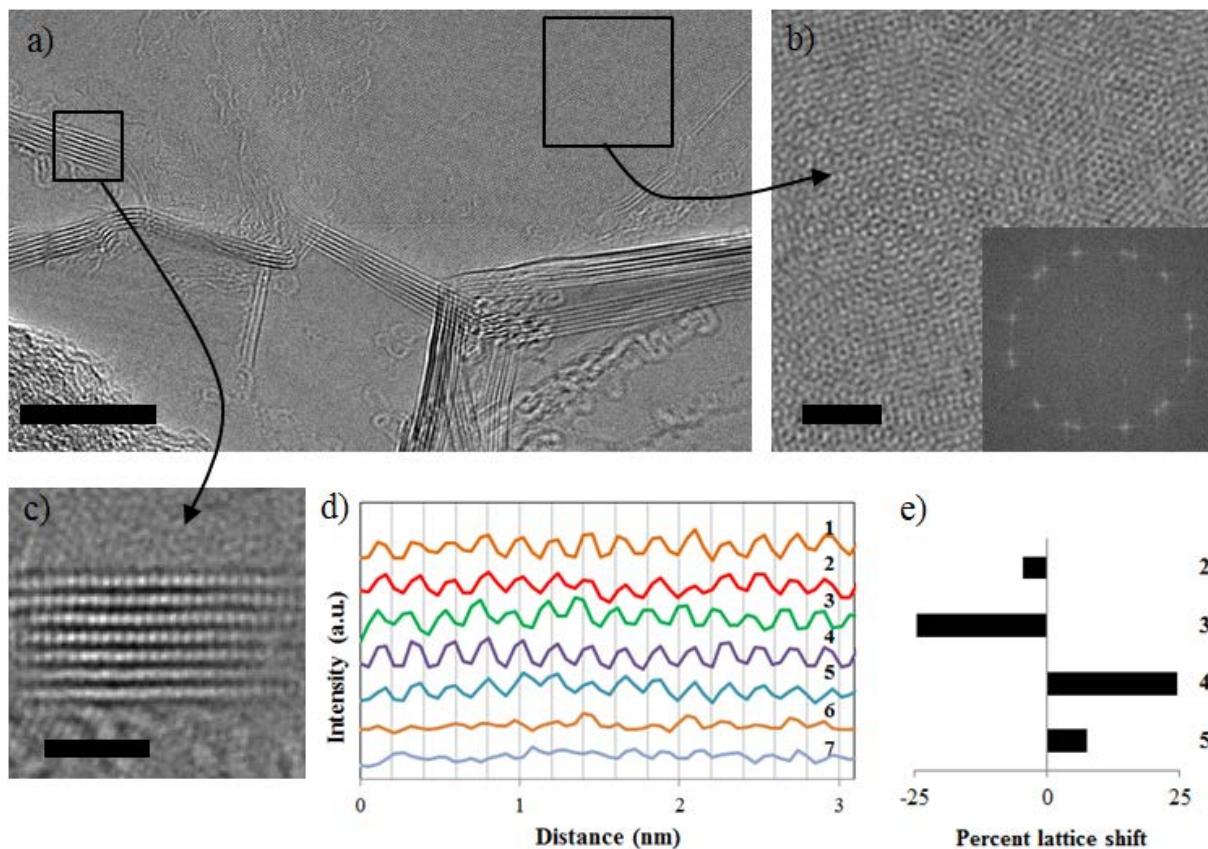 a)
b)
c)
d)
1
2
3
4
5
6
7
Intensity (a.u.)
0
1
2
3
Distance (nm)
e)
2
3
4
5
-25
0
25
Percent lattice shift